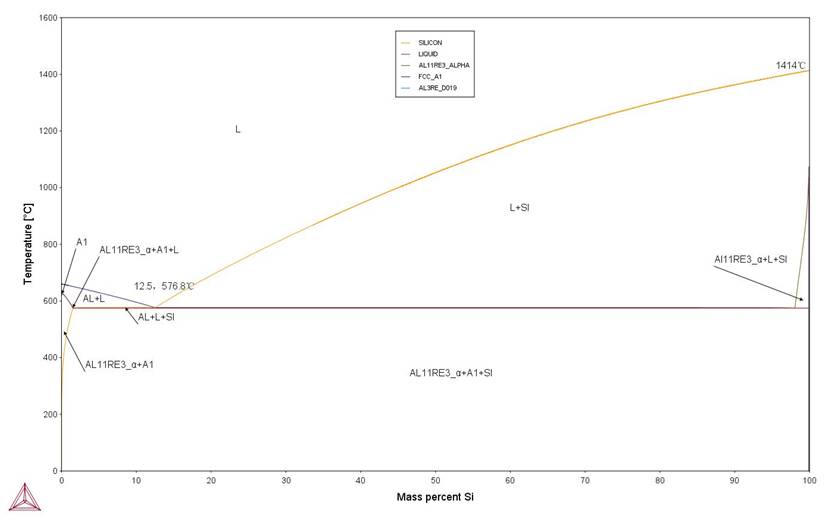 1600
1400
1200
1000
800
600
400
200
0
Temperature [°C]
SILICON
LIQUID
AL11RE3_ALPHA
FCC_A1
AL3RE_D019
1414℃
L
L+SI
A1
AL11RE3_α+A1+L
12.5，576.8℃
AL+L
AL+L+SI
Al11RE3_α+L+SI
AL11RE3_α+A1
AL11RE3_α+A1+SI
0 10 20 30 40 50 60 70 80 90 100
Mass percent Si